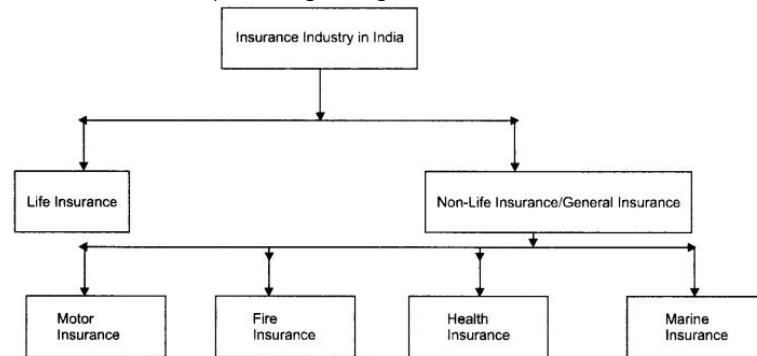 Insurance Industry in India
Life Insurance
Non-Life Insurance/General Insurance
Motor
Insurance
Fire
Insurance
Health
Insurance
Marine
Insurance